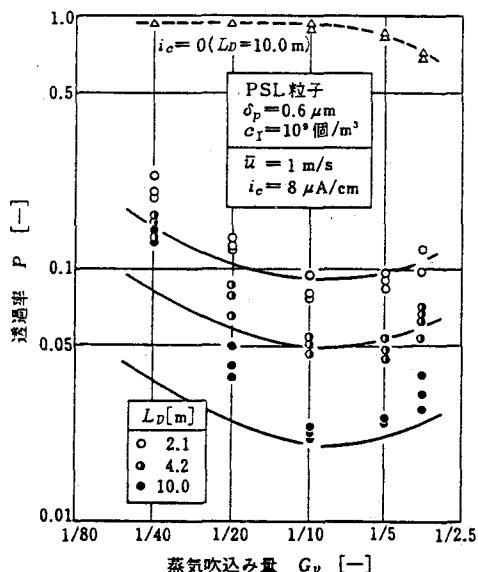 1.0
i_c=0(L_D=10.0 m)
0.5
PSL粒子
δ_p=0.6 μm
c_I=10⁹個/m³
ū=1 m/s
i_c=8 μA/cm
透過率 P [—]
0.1
0.05
L_D[m]
○ 2.1
◑ 4.2
● 10.0
0.01
1/80 1/40 1/20 1/10 1/5 1/2.5
蒸気吹込み量 G_v [—]